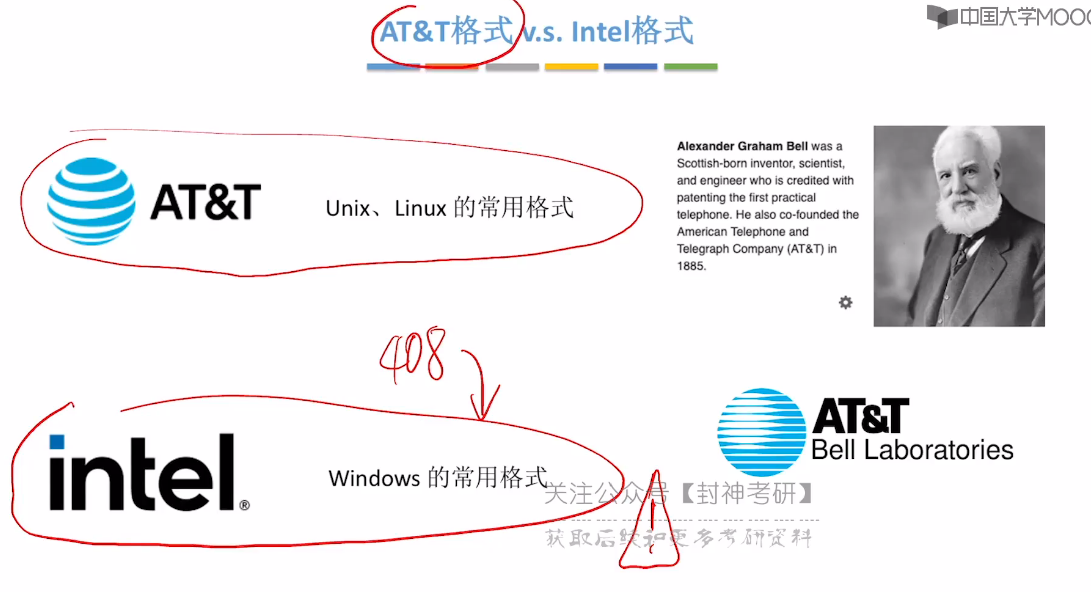 AT&T格式 v.s. Intel格式
中国大学MOOC
AT&T
Unix、Linux 的常用格式
Alexander Graham Bell was a
Scottish-born inventor, scientist,
and engineer who is credited with
patenting the first practical
telephone. He also co-founded the
American Telephone and
Telegraph Company (AT&T) in
1885.
408
intel®
Windows 的常用格式
AT&T
Bell Laboratories
关注公众号【封神考研】
获取后续和更多考研资料